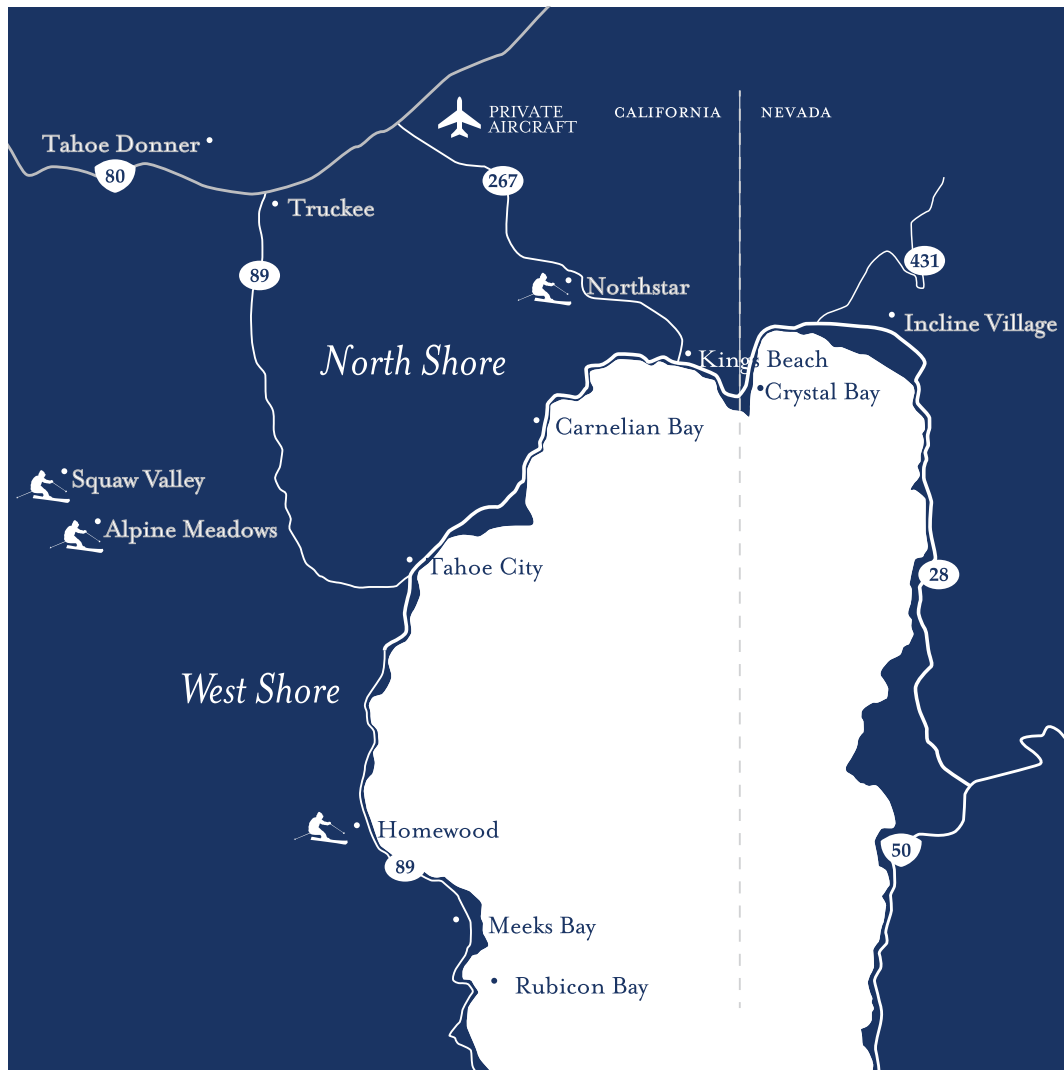 PRIVATE
AIRCRAFT
CALIFORNIA
NEVADA
Tahoe Donner
80
267
Truckee
431
89
Northstar
Incline Village
North Shore
Kings Beach
Crystal Bay
Carnelian Bay
Squaw Valley
Alpine Meadows
Tahoe City
28
West Shore
Homewood
50
89
Meeks Bay
Rubicon Bay